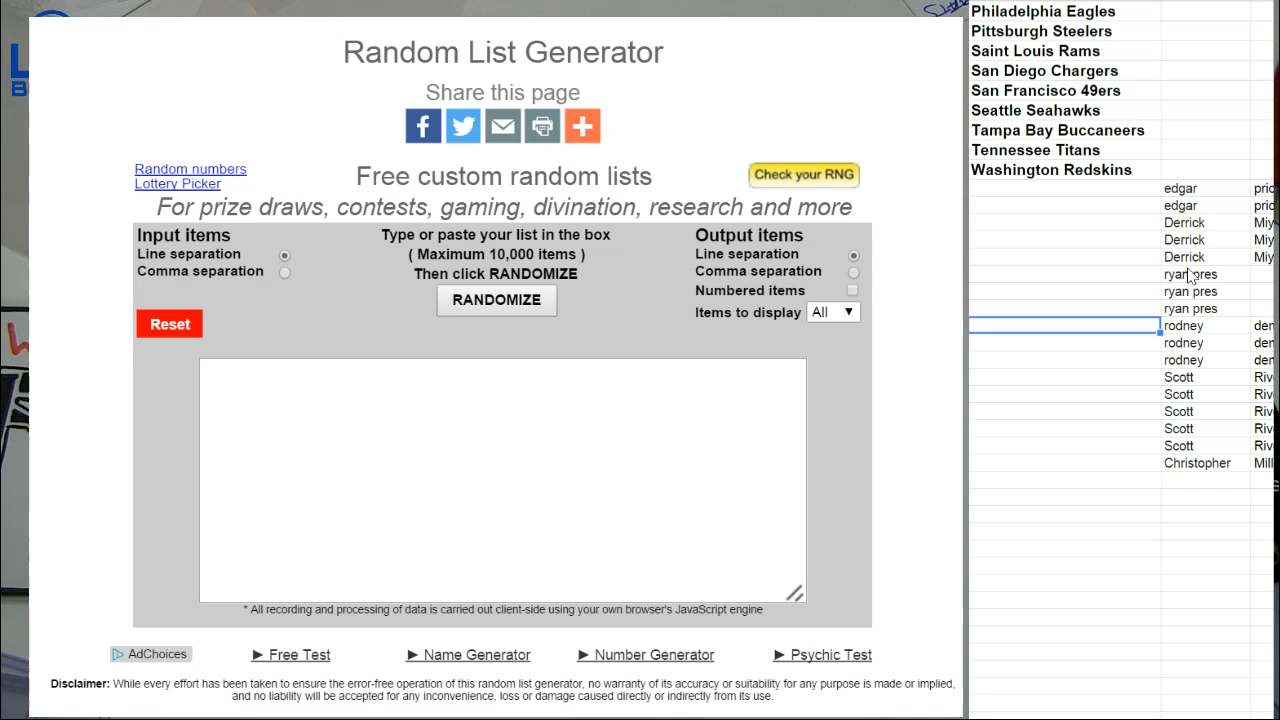 Random List Generator
Share this page
Random numbers
Lottery Picker
Free custom random lists
Check your RNG
For prize draws, contests, gaming, divination, research and more
Input items
Line separation
Comma separation
Type or paste your list in the box
( Maximum 10,000 items )
Then click RANDOMIZE
RANDOMIZE
Output items
Line separation
Comma separation
Numbered items
Items to display All
Reset
* All recording and processing of data is carried out client-side using your own browser's JavaScript engine
AdChoices
► Free Test
► Name Generator
► Number Generator
► Psychic Test
Disclaimer: While every effort has been taken to ensure the error-free operation of this random list generator, no warranty of its accuracy or suitability for any purpose is made or implied,
and no liability will be accepted for any inconvenience, loss or damage caused directly or indirectly from its use.
Philadelphia Eagles
Pittsburgh Steelers
Saint Louis Rams
San Diego Chargers
San Francisco 49ers
Seattle Seahawks
Tampa Bay Buccaneers
Tennessee Titans
Washington Redskins
edgar
edgar
Derrick Miy
Derrick Miy
Derrick Miy
ryan pres
ryan pres
ryan pres
rodney
rodney
rodney
Scott Riv
Scott Riv
Scott Riv
Scott Riv
Scott Riv
Christopher Mill